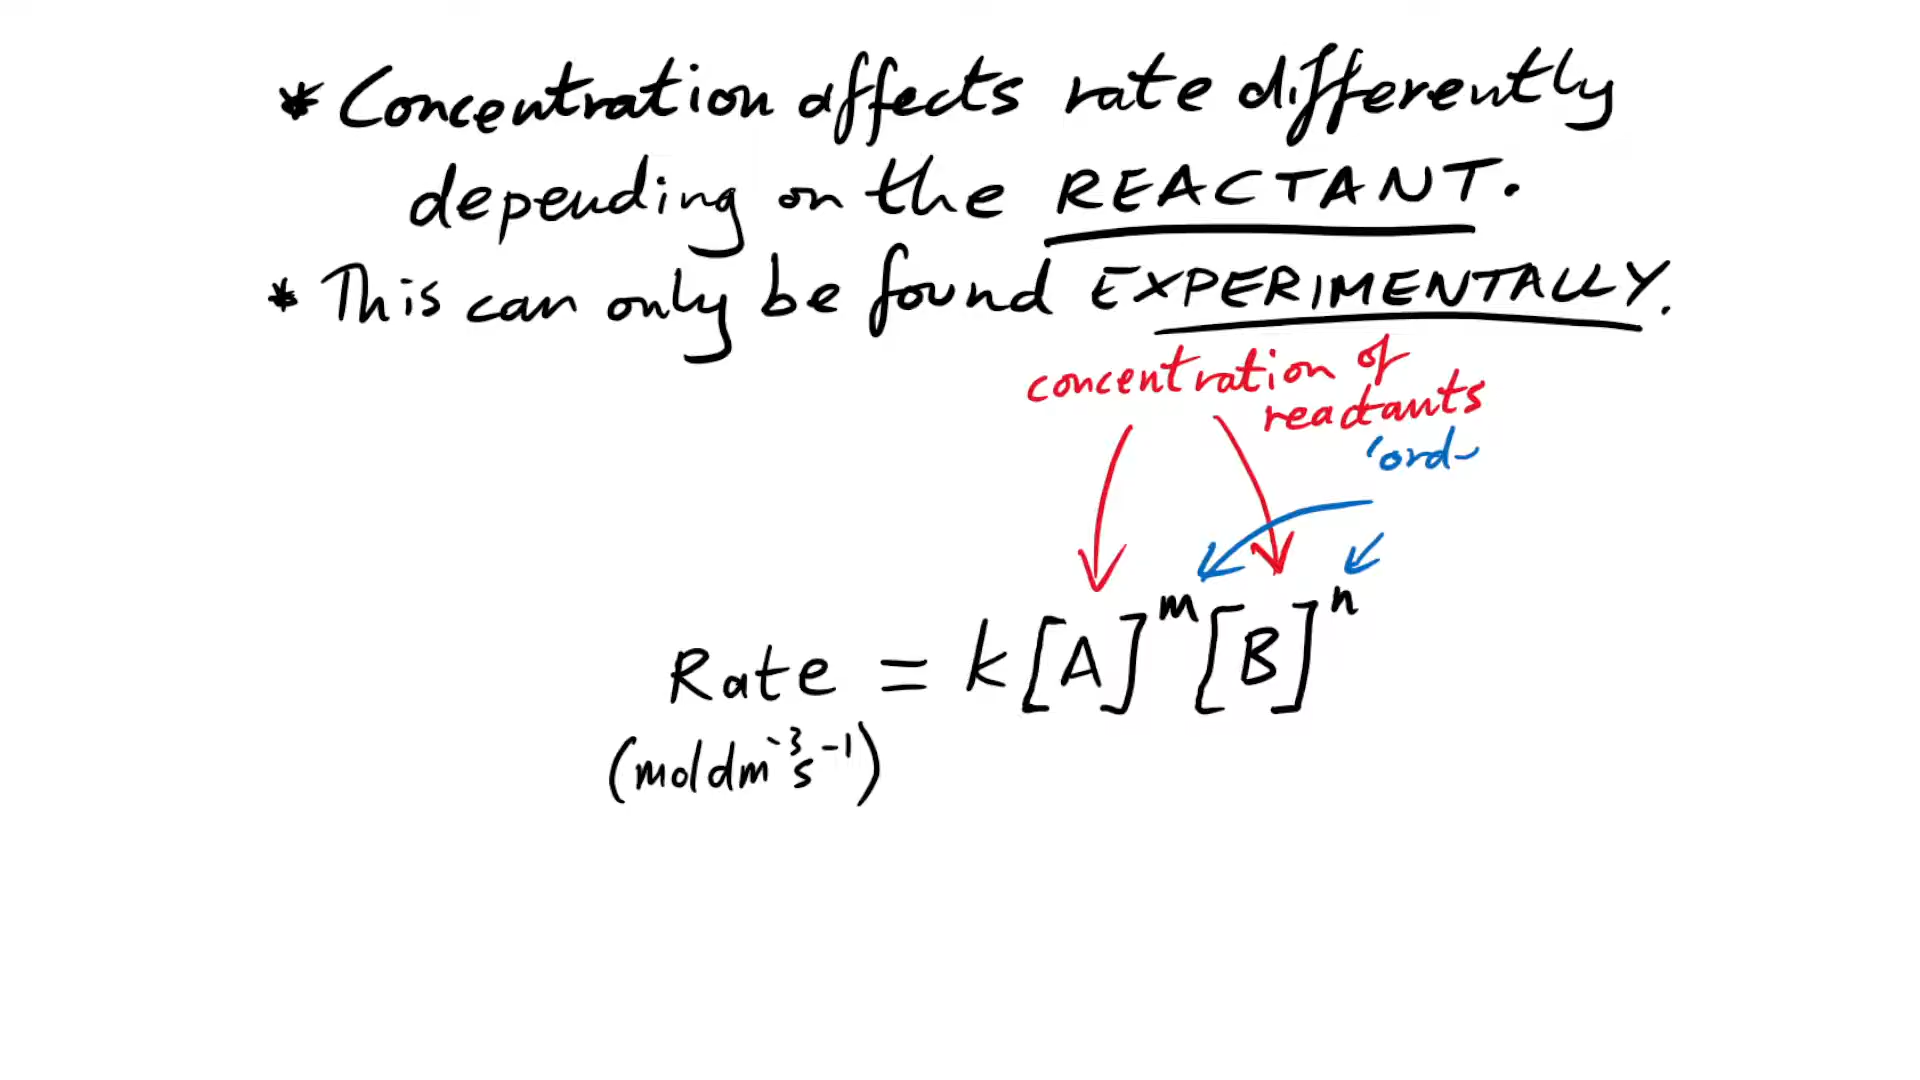 * Concentration affects rate differently
depending on the REACTANT.
* This can only be found EXPERIMENTALLY.
concentration of
reactants
'ord
Rate = k[A]^m[B]^n
(moldm^-3s^-1)